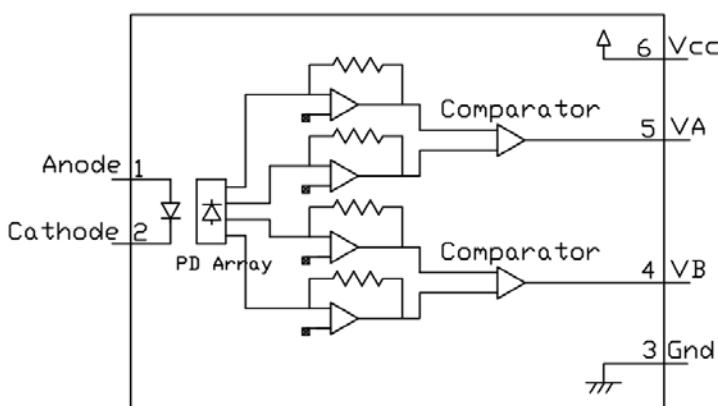 6 Vcc
Comparator
5 VA
Anode 1
Cathode 2
PD Array
Comparator
4 VB
3 Gnd